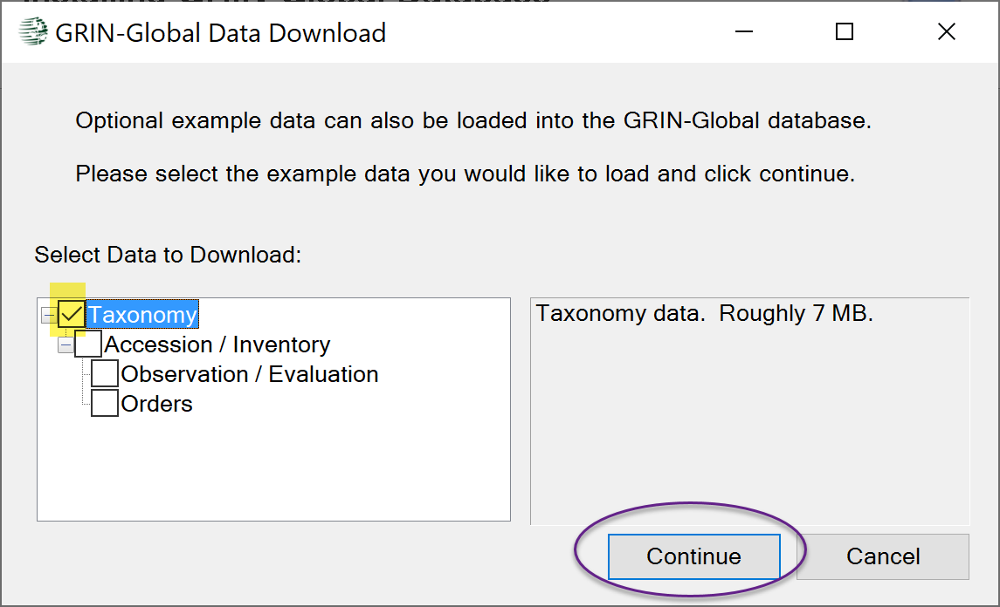 GRIN-Global Data Download
Optional example data can also be loaded into the GRIN-Global database.
Please select the example data you would like to load and click continue.
Select Data to Download:
Taxonomy
Accession / Inventory
Observation / Evaluation
Orders
Taxonomy data.  Roughly 7 MB.
Continue
Cancel